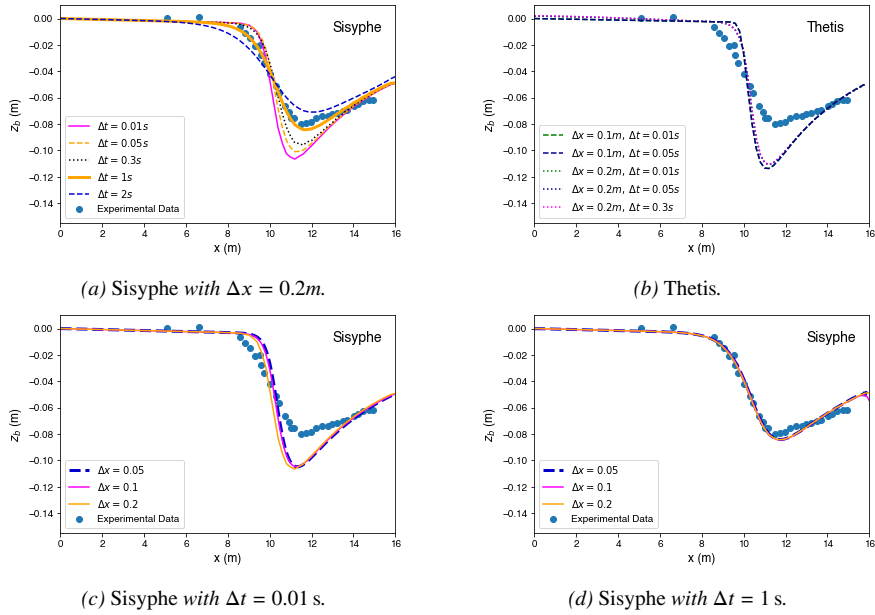 0.00
−0.02
−0.04
−0.06
−0.08
−0.10
−0.12
−0.14
z_b (m)
Sisyphe
Δt = 0.01s
Δt = 0.05s
Δt = 0.3s
Δt = 1s
Δt = 2s
Experimental Data
0 2 4 6 8 10 12 14 16
x (m)
(a) Sisyphe with Δx = 0.2m.
0.00
−0.02
−0.04
−0.06
−0.08
−0.10
−0.12
−0.14
z_b (m)
Thetis
Δx = 0.1m, Δt = 0.01s
Δx = 0.1m, Δt = 0.05s
Δx = 0.2m, Δt = 0.01s
Δx = 0.2m, Δt = 0.05s
Δx = 0.2m, Δt = 0.3s
0 2 4 6 8 10 12 14 16
x (m)
(b) Thetis.
0.00
−0.02
−0.04
−0.06
−0.08
−0.10
−0.12
−0.14
z_b (m)
Sisyphe
Δx = 0.05
Δx = 0.1
Δx = 0.2
Experimental Data
0 2 4 6 8 10 12 14 16
x (m)
(c) Sisyphe with Δt = 0.01 s.
0.00
−0.02
−0.04
−0.06
−0.08
−0.10
−0.12
−0.14
z_b (m)
Sisyphe
Δx = 0.05
Δx = 0.1
Δx = 0.2
Experimental Data
0 2 4 6 8 10 12 14 16
x (m)
(d) Sisyphe with Δt = 1 s.